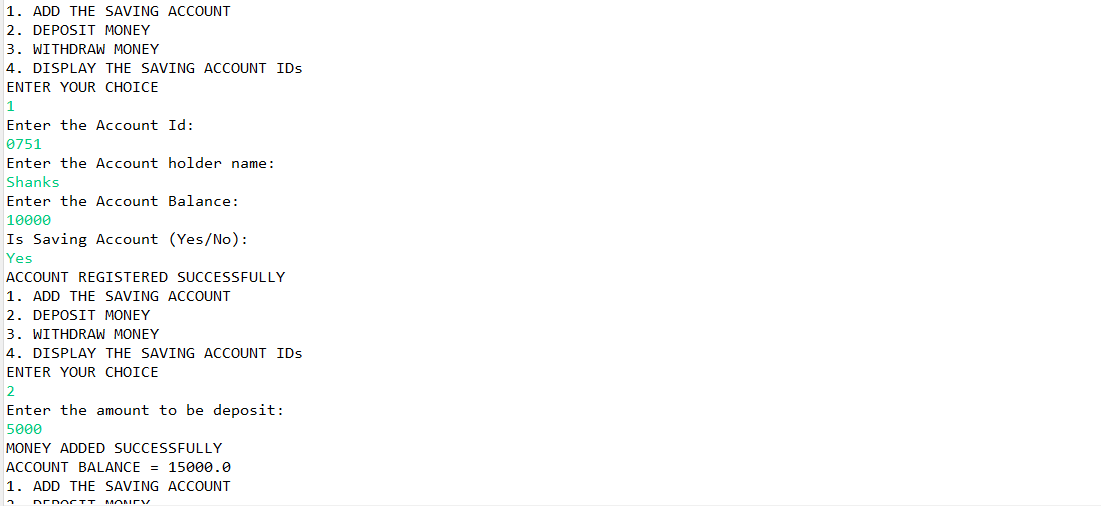 1. ADD THE SAVING ACCOUNT
2. DEPOSIT MONEY
3. WITHDRAW MONEY
4. DISPLAY THE SAVING ACCOUNT IDs
ENTER YOUR CHOICE
1
Enter the Account Id:
0751
Enter the Account holder name:
Shanks
Enter the Account Balance:
10000
Is Saving Account (Yes/No):
Yes
ACCOUNT REGISTERED SUCCESSFULLY
1. ADD THE SAVING ACCOUNT
2. DEPOSIT MONEY
3. WITHDRAW MONEY
4. DISPLAY THE SAVING ACCOUNT IDs
ENTER YOUR CHOICE
2
Enter the amount to be deposit:
5000
MONEY ADDED SUCCESSFULLY
ACCOUNT BALANCE = 15000.0
1. ADD THE SAVING ACCOUNT
2. DEPOSIT MONEY